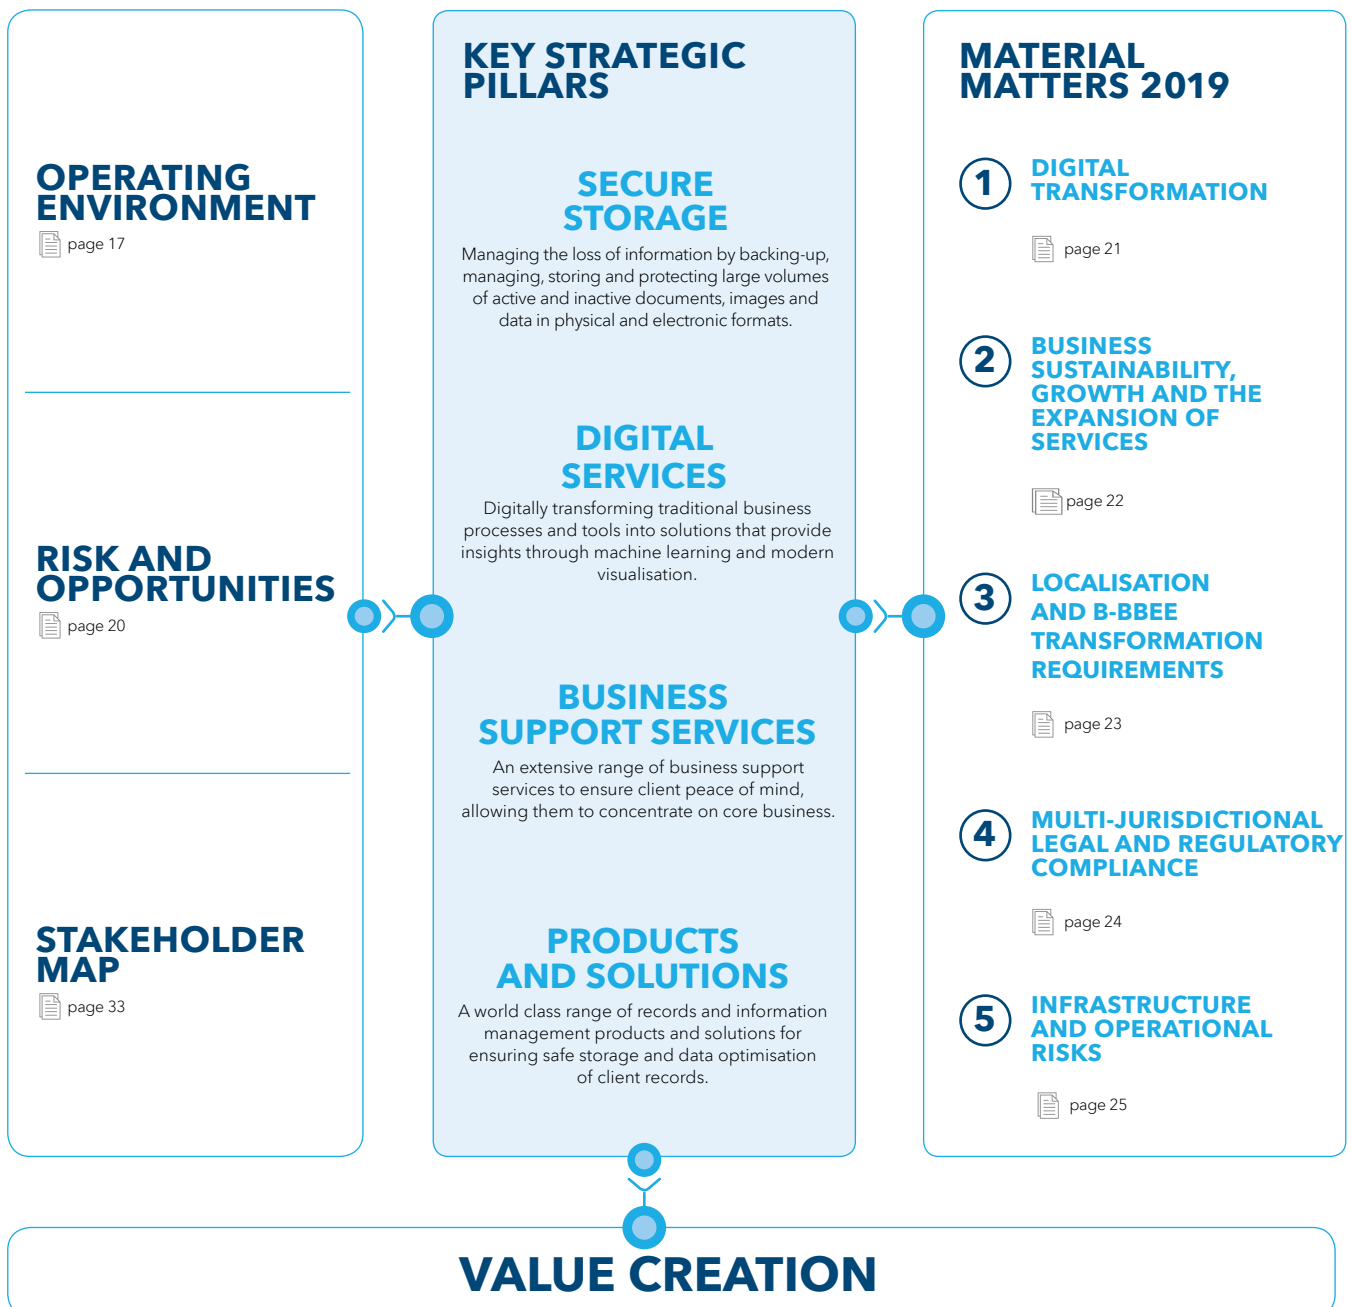 OPERATING
ENVIRONMENT
page 17
RISK AND
OPPORTUNITIES
page 20
STAKEHOLDER
MAP
page 33
KEY STRATEGIC
PILLARS
SECURE
STORAGE
Managing the loss of information by backing-up,
managing, storing and protecting large volumes
of active and inactive documents, images and
data in physical and electronic formats.
DIGITAL
SERVICES
Digitally transforming traditional business
processes and tools into solutions that provide
insights through machine learning and modern
visualisation.
BUSINESS
SUPPORT SERVICES
An extensive range of business support
services to ensure client peace of mind,
allowing them to concentrate on core business.
PRODUCTS
AND SOLUTIONS
A world class range of records and information
management products and solutions for
ensuring safe storage and data optimisation
of client records.
MATERIAL
MATTERS 2019
1 DIGITAL
TRANSFORMATION
page 21
2 BUSINESS
SUSTAINABILITY,
GROWTH AND THE
EXPANSION OF
SERVICES
page 22
3 LOCALISATION
AND B-BBEE
TRANSFORMATION
REQUIREMENTS
page 23
4 MULTI-JURISDICTIONAL
LEGAL AND REGULATORY
COMPLIANCE
page 24
5 INFRASTRUCTURE
AND OPERATIONAL
RISKS
page 25
VALUE CREATION